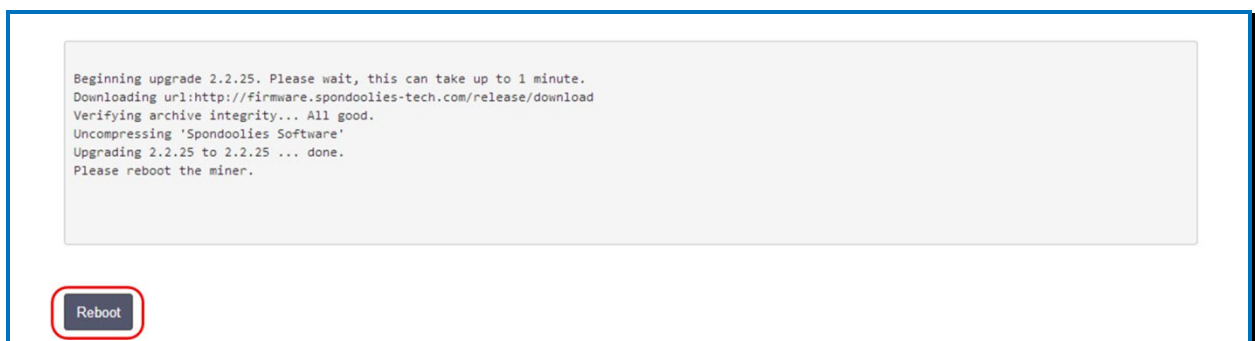 Beginning upgrade 2.2.25. Please wait, this can take up to 1 minute.
Downloading url:http://firmware.spondoolies-tech.com/release/download
Verifying archive integrity... All good.
Uncompressing 'Spondoolies Software'
Upgrading 2.2.25 to 2.2.25 ... done.
Please reboot the miner.
Reboot